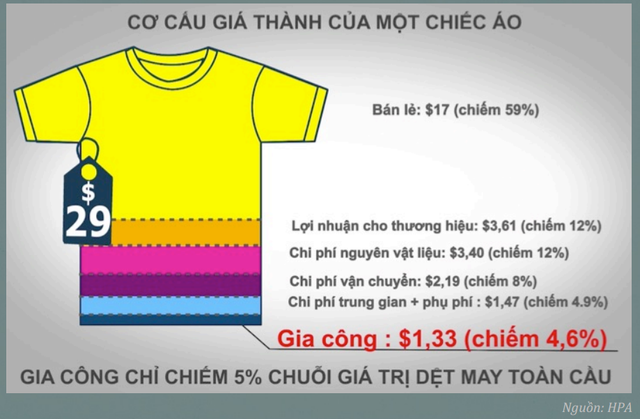 CƠ CẤU GIÁ THÀNH CỦA MỘT CHIẾC ÁO
Bán lẻ: $17 (chiếm 59%)
$
29
Lợi nhuận cho thương hiệu: $3,61 (chiếm 12%)
Chi phí nguyên vật liệu: $3,40 (chiếm 12%)
Chi phí vận chuyển: $2,19 (chiếm 8%)
Chi phí trung gian + phụ phí : $1,47 (chiếm 4.9%)
Gia công : $1,33 (chiếm 4,6%)
GIA CÔNG CHỈ CHIẾM 5% CHUỖI GIÁ TRỊ DỆT MAY TOÀN CẦU
Nguồn: HPA